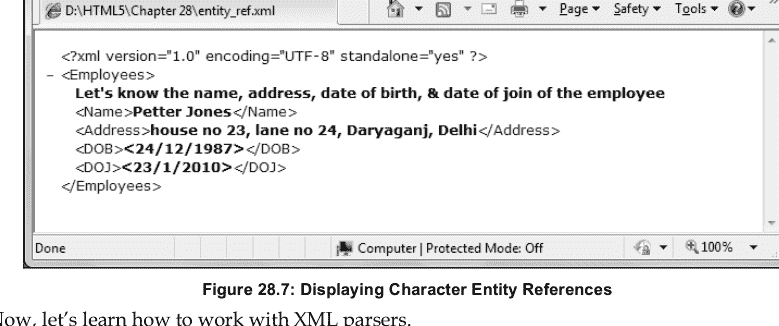 D:\HTML5\Chapter 28\entity_ref.xml
Page Safety Tools
<?xml version="1.0" encoding="UTF-8" standalone="yes" ?>
- <Employees>
Let's know the name, address, date of birth, & date of join of the employee
<Name>Petter Jones</Name>
<Address>house no 23, lane no 24, Daryaganj, Delhi</Address>
<DOB><24/12/1987></DOB>
<DOJ><23/1/2010></DOJ>
</Employees>
Done Computer | Protected Mode: Off 100%
Figure 28.7: Displaying Character Entity References
Now, let's learn how to work with XML parsers.